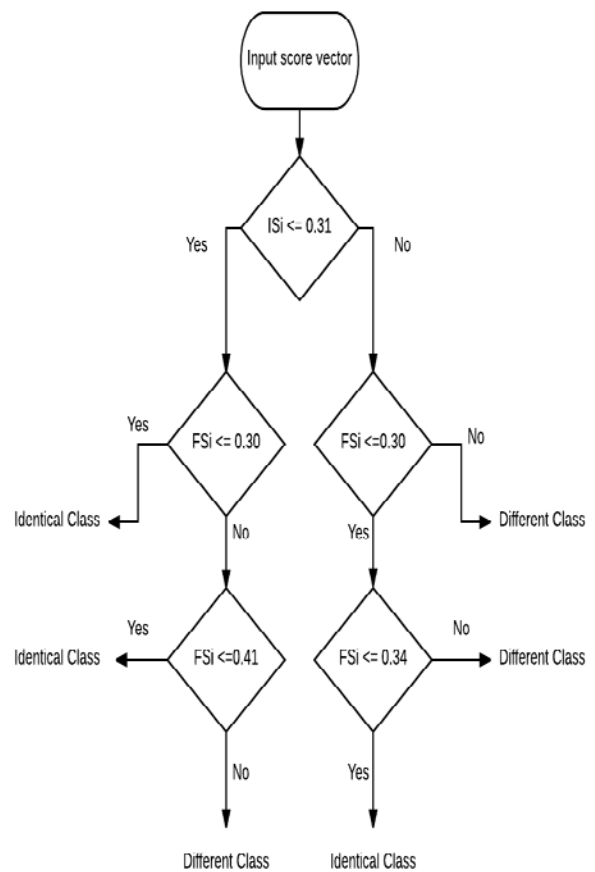 Input score vector
ISi <= 0.31
Yes
No
FSi <= 0.30
FSi <=0.30
Yes
No
Identical Class
Different Class
No
Yes
FSi <=0.41
FSi <= 0.34
Yes
No
Identical Class
Different Class
No
Yes
Different Class
Identical Class